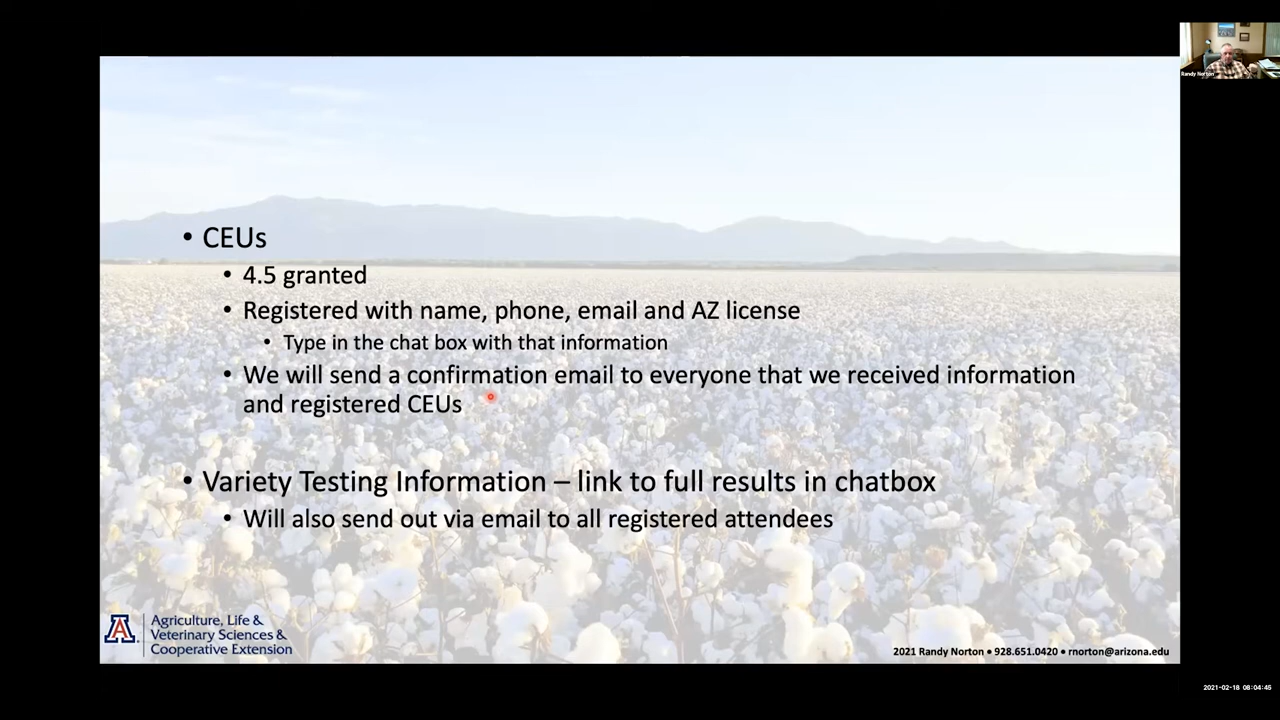 Randy Norton
• CEUs
• 4.5 granted
• Registered with name, phone, email and AZ license
• Type in the chat box with that information
• We will send a confirmation email to everyone that we received information
and registered CEUs
• Variety Testing Information – link to full results in chatbox
• Will also send out via email to all registered attendees
A
Agriculture, Life &
Veterinary Sciences &
Cooperative Extension
2021 Randy Norton • 928.651.0420 • rnorton@arizona.edu
2021-02-18 08:04:45